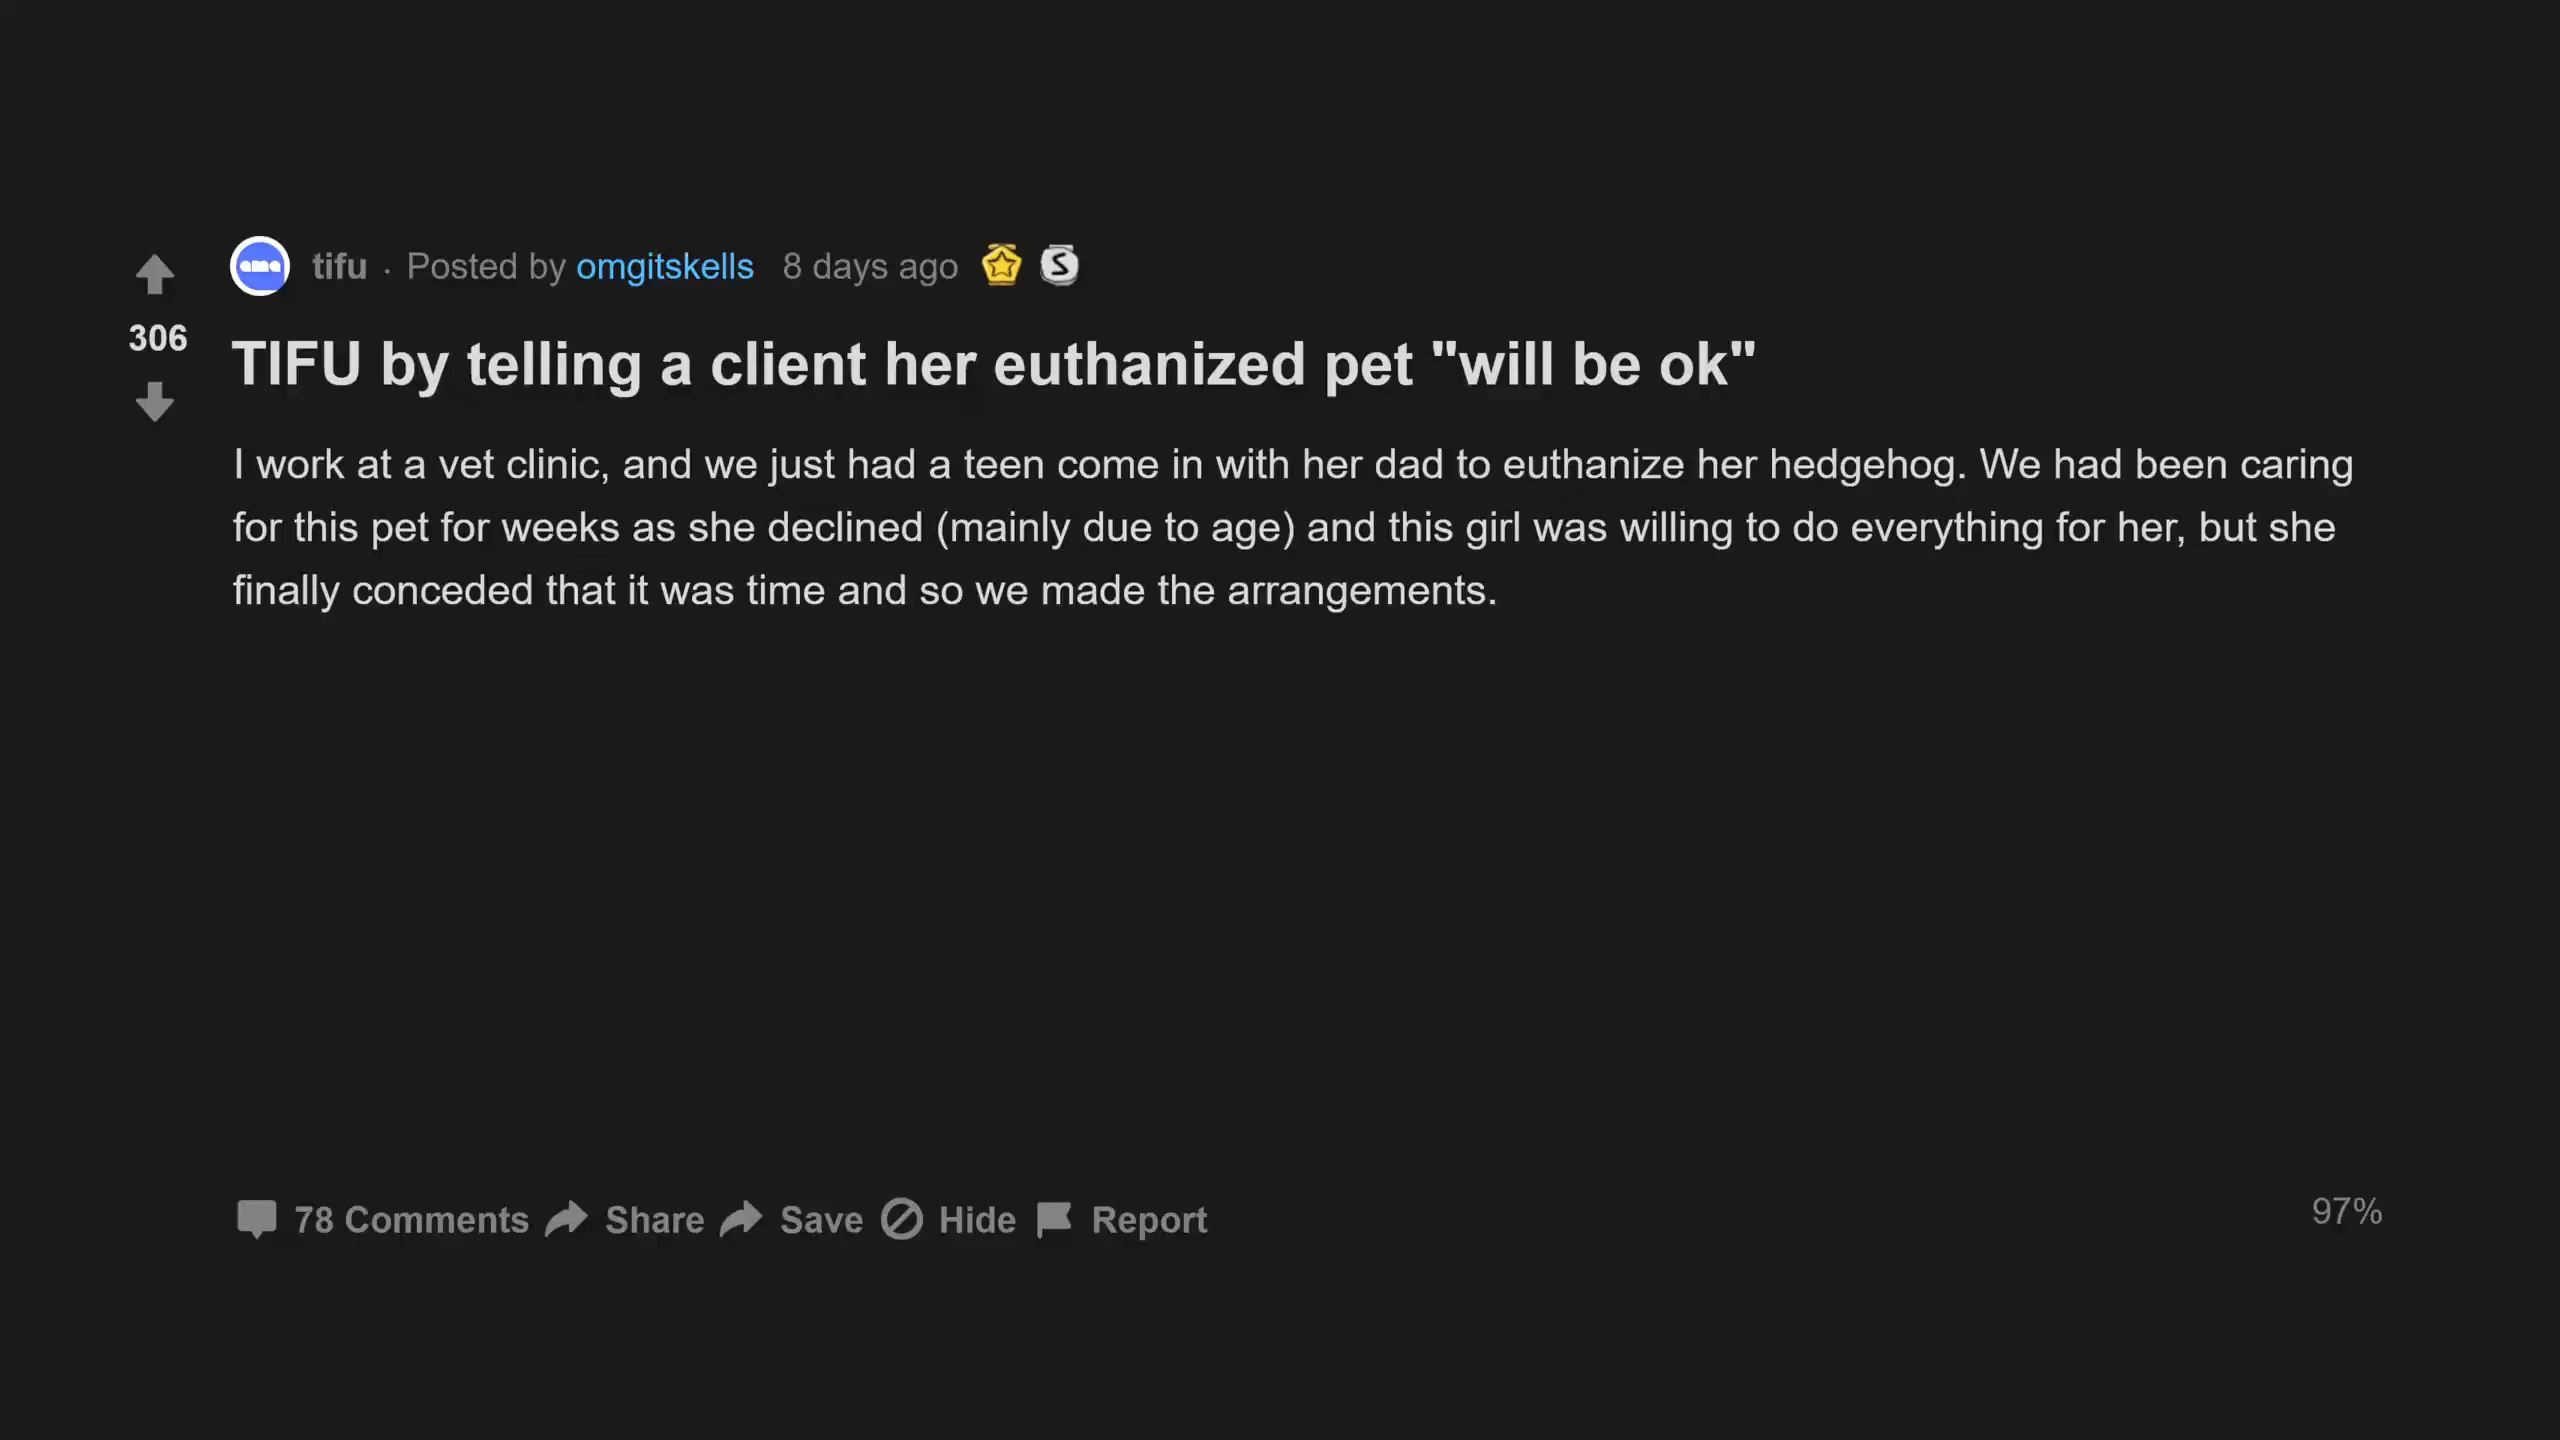 tifu · Posted by omgitskells 8 days ago
306
TIFU by telling a client her euthanized pet "will be ok"
I work at a vet clinic, and we just had a teen come in with her dad to euthanize her hedgehog. We had been caring
for this pet for weeks as she declined (mainly due to age) and this girl was willing to do everything for her, but she
finally conceded that it was time and so we made the arrangements.
78 Comments Share Save Hide Report
97%